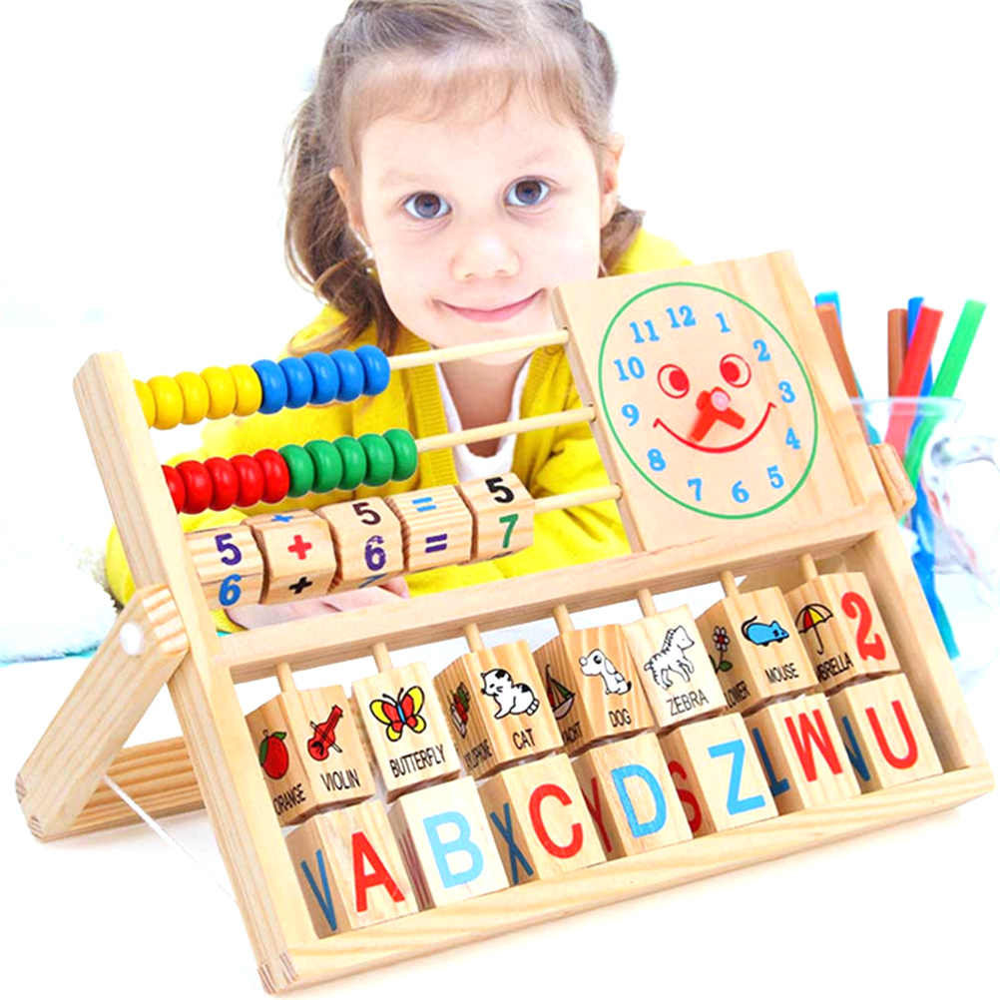 11 12 1
10 2
9 3
8 4
7 6 5
5 + 5 = 5
6 + 6 = 7
ORANGE VIOLIN BUTTERFLY CAT DOG ZEBRA MOUSE 2
V A B X C Y D S Z T M N U